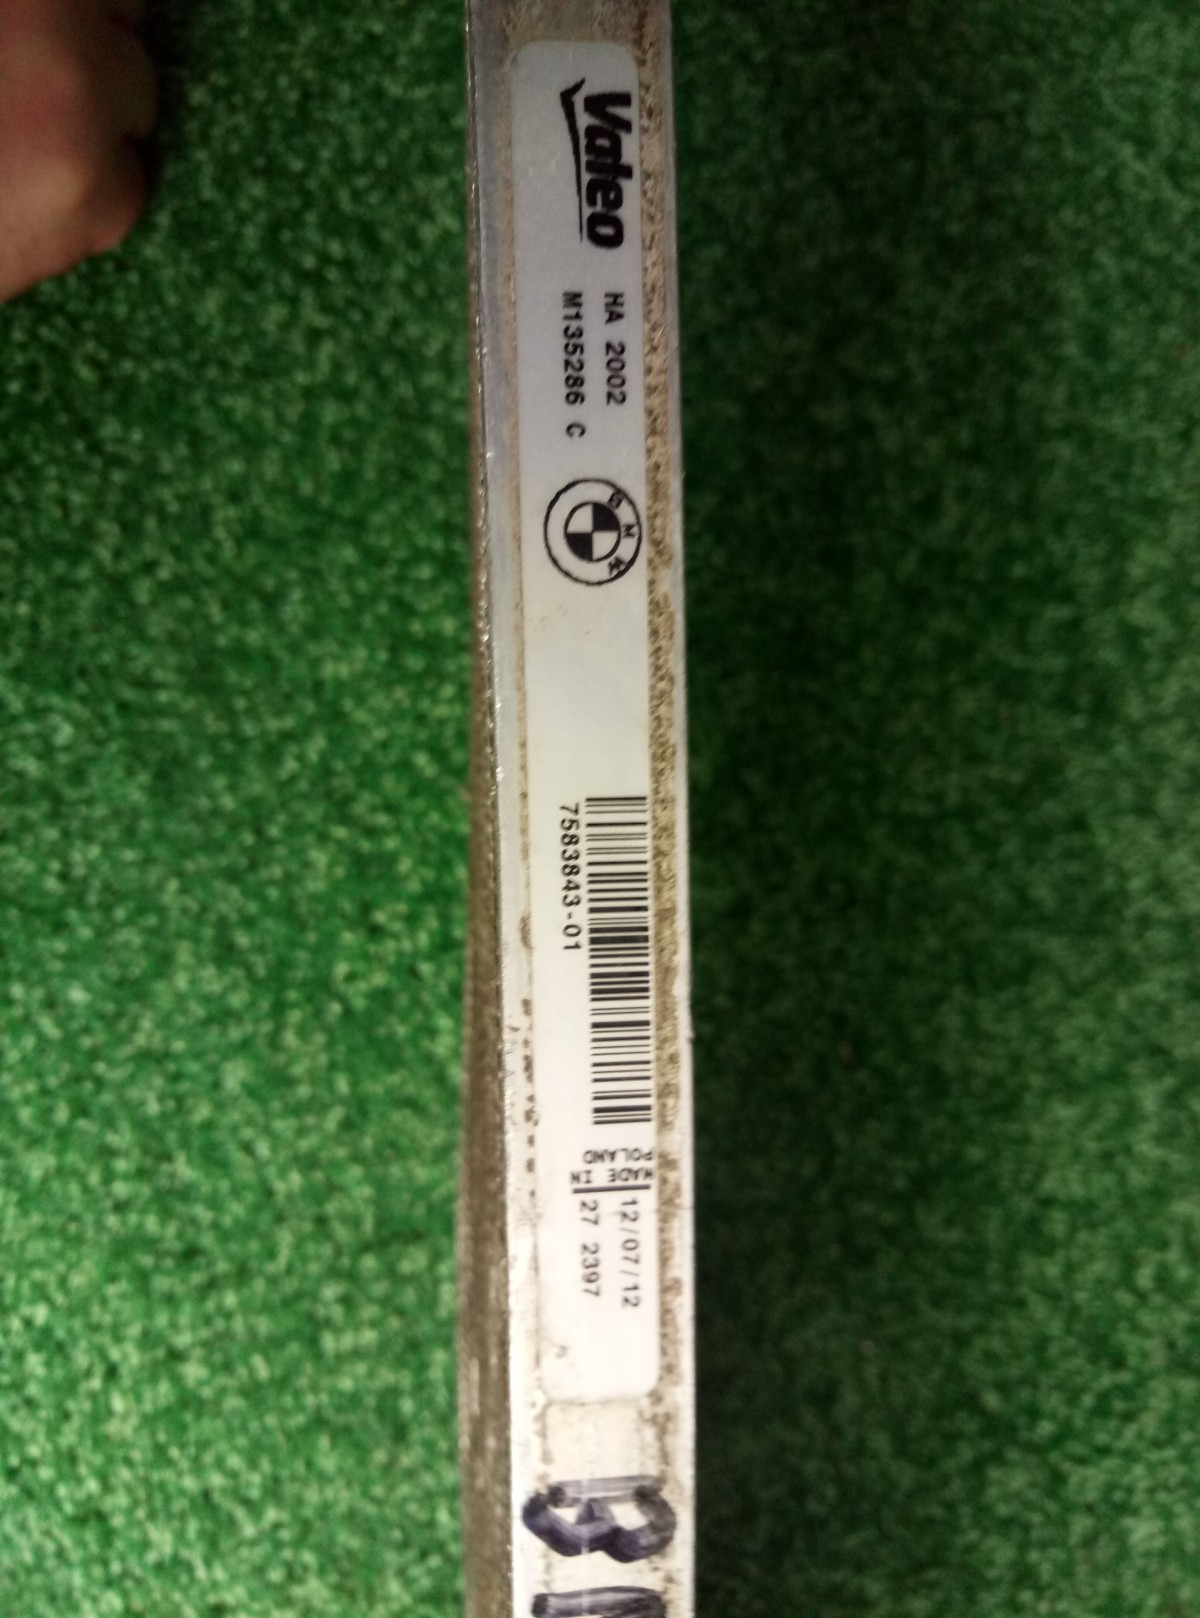 Valeo
HA 2002
M135286 C
BMW
7583843-01
MADE IN
POLAND
12/07/12
27 2397
B